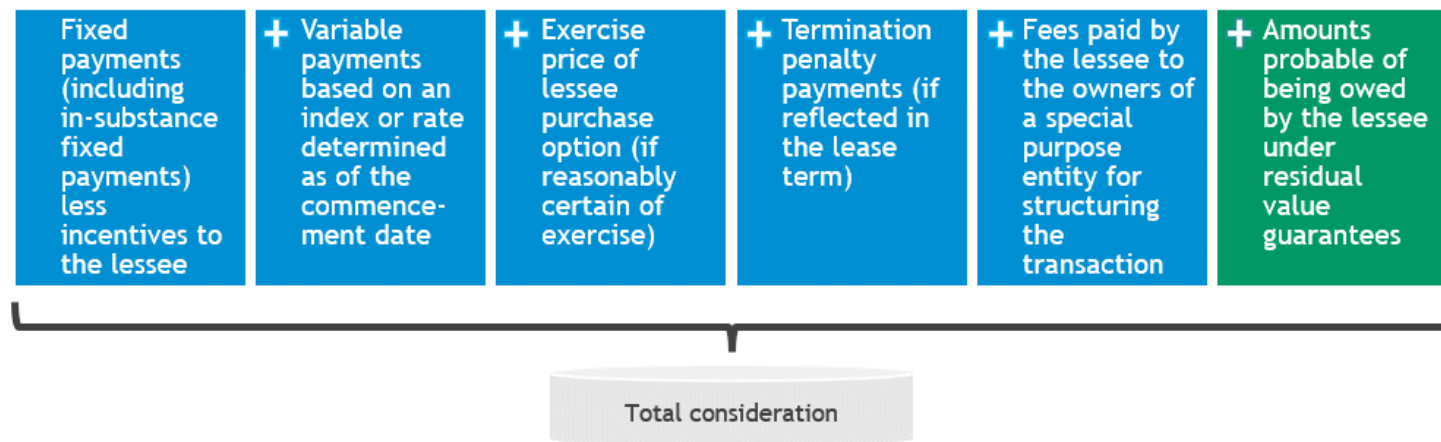 Fixed
payments
(including
in-substance
fixed
payments)
less
incentives to
the lessee
+ Variable
payments
based on an
index or rate
determined
as of the
commence-
ment date
+ Exercise
price of
lessee
purchase
option (if
reasonably
certain of
exercise)
+ Termination
penalty
payments (if
reflected in
the lease
term)
+ Fees paid by
the lessee to
the owners of
a special
purpose
entity for
structuring
the
transaction
+ Amounts
probable of
being owed
by the lessee
under
residual
value
guarantees
Total consideration